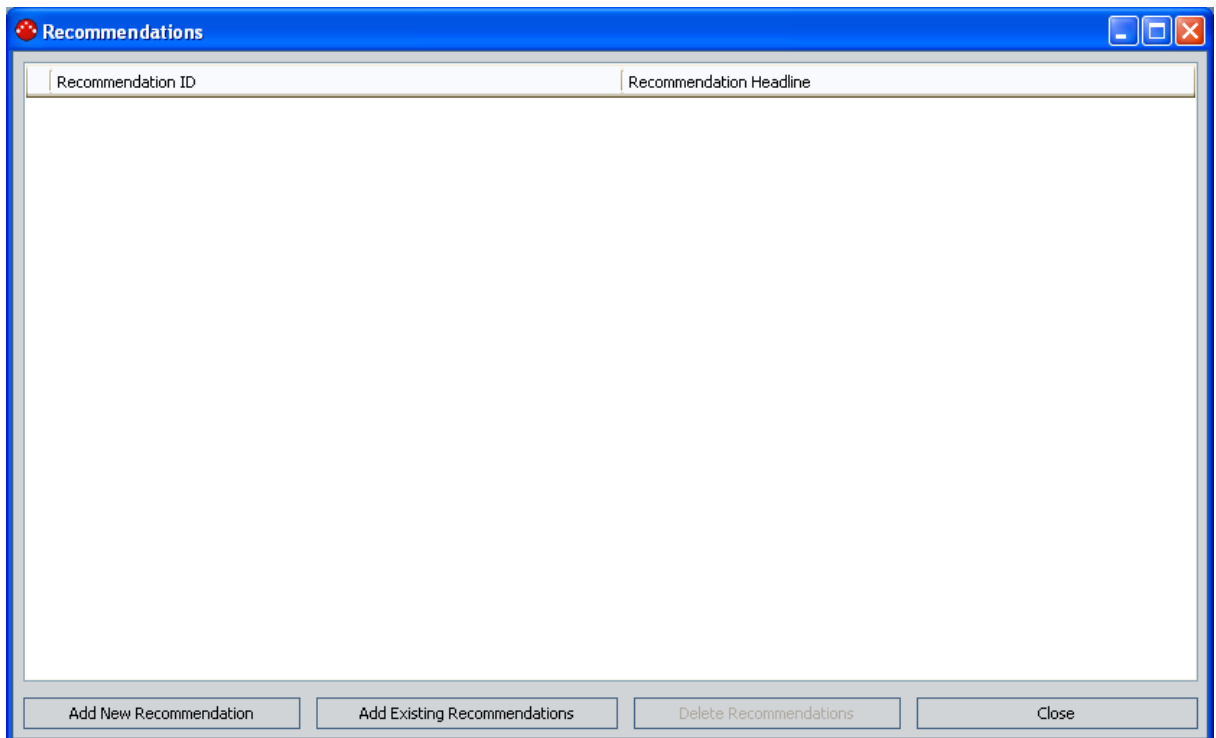 Recommendations
Recommendation ID Recommendation Headline
Add New Recommendation Add Existing Recommendations Delete Recommendations Close